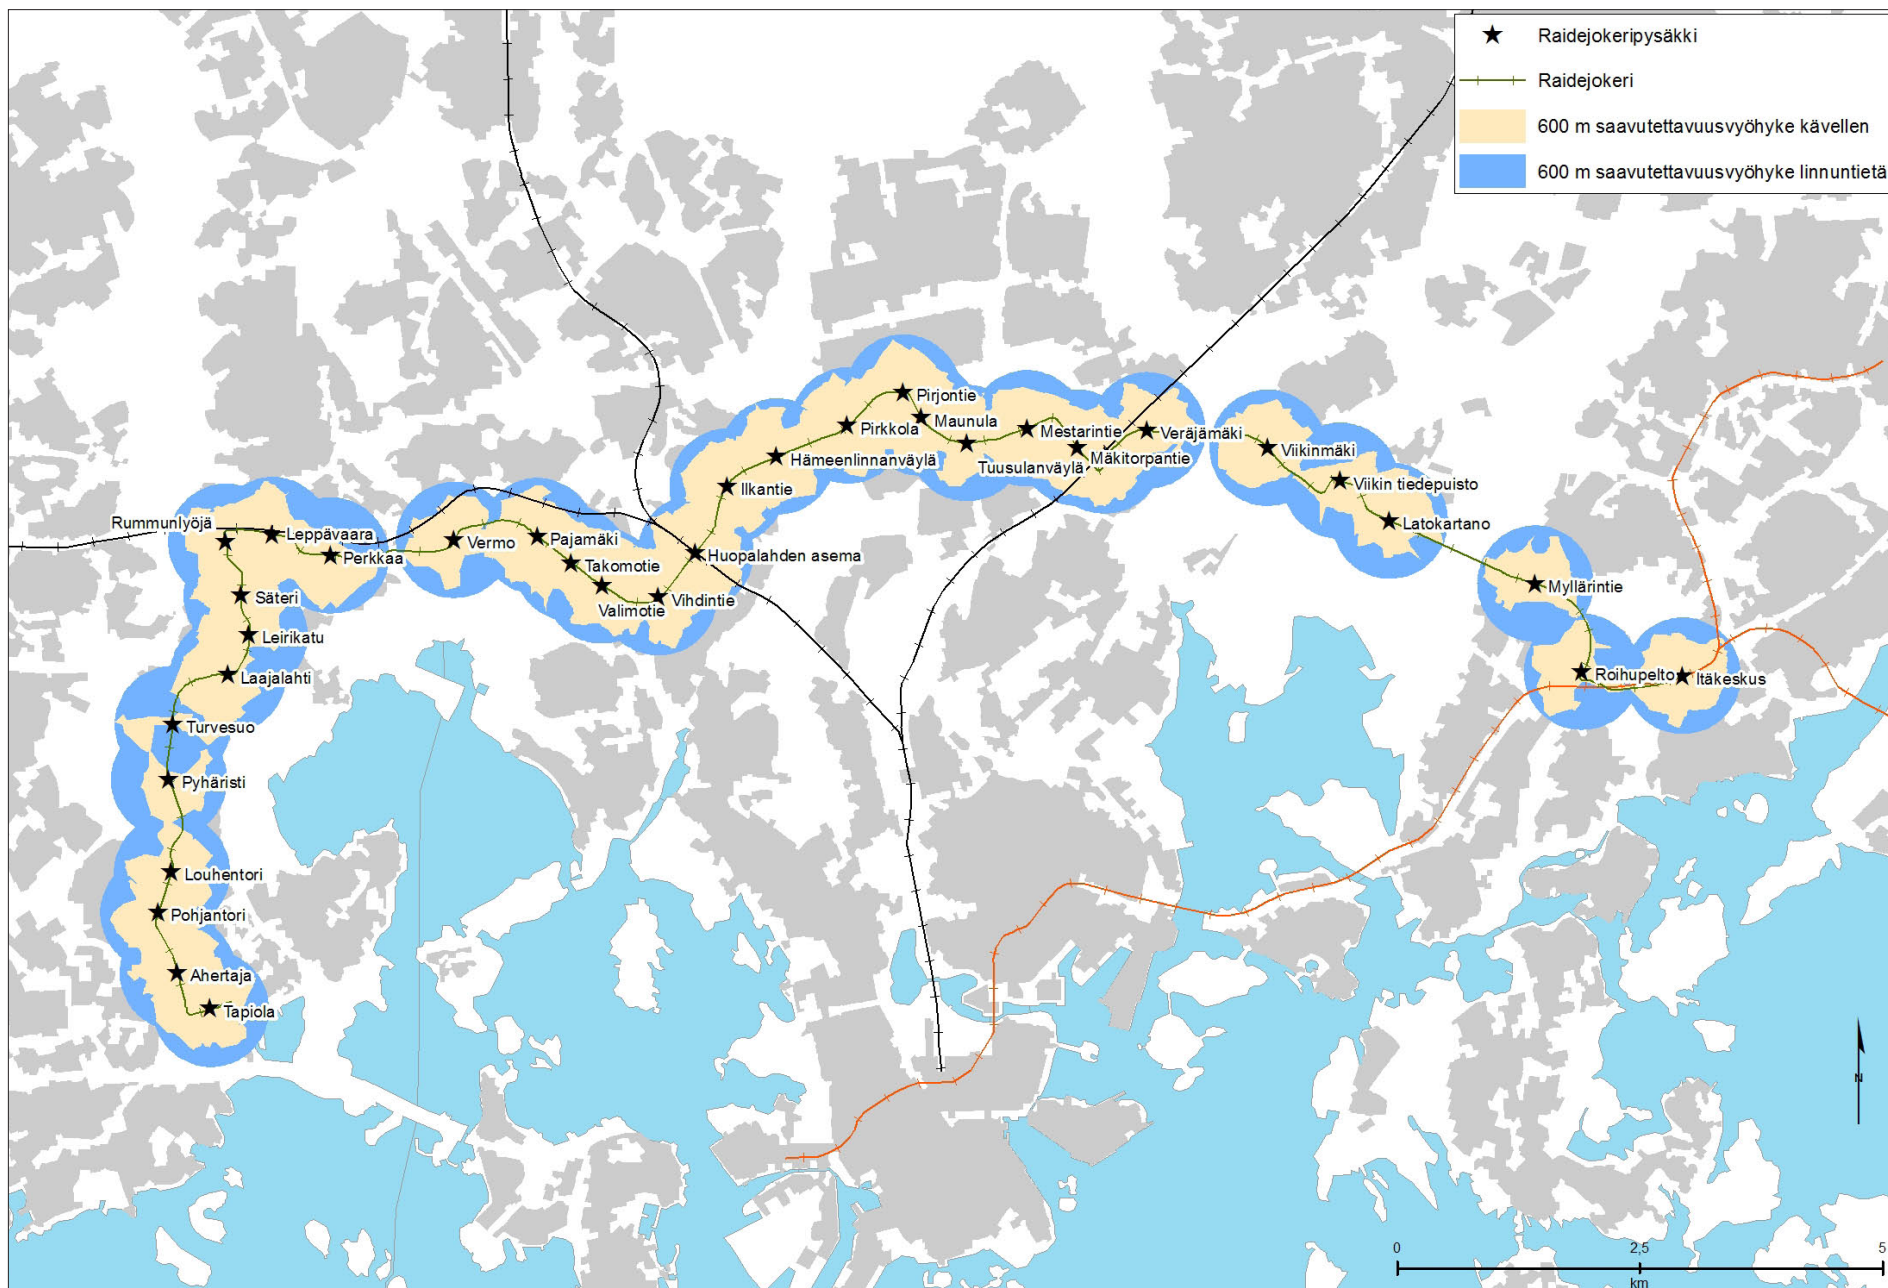 Raidejokeripysäkki
Raidejokeri
600 m saavutettavuusvyöhyke kävellen
600 m saavutettavuusvyöhyke linnuntietä
Pirjontie
Pirkkola
Maunula
Mestarintie
Veräjämäki
Viikinmäki
Hämeenlinnanväylä
Tuusulanväylä
Mäkitorpantie
Ilkantie
Viikin tiedepuisto
Latokartano
Rummunlyöjä
Leppävaara
Perkkaa
Vermo
Pajamäki
Huopalahden asema
Takomotie
Valimotie
Vihdintie
Myllärintie
Säteri
Leirikatu
Laajalahti
Roihupelto
Itäkeskus
Turvesuo
Pyhäristi
Louhentori
Pohjantori
Ahertaja
Tapiola
N
0 2,5 5
km